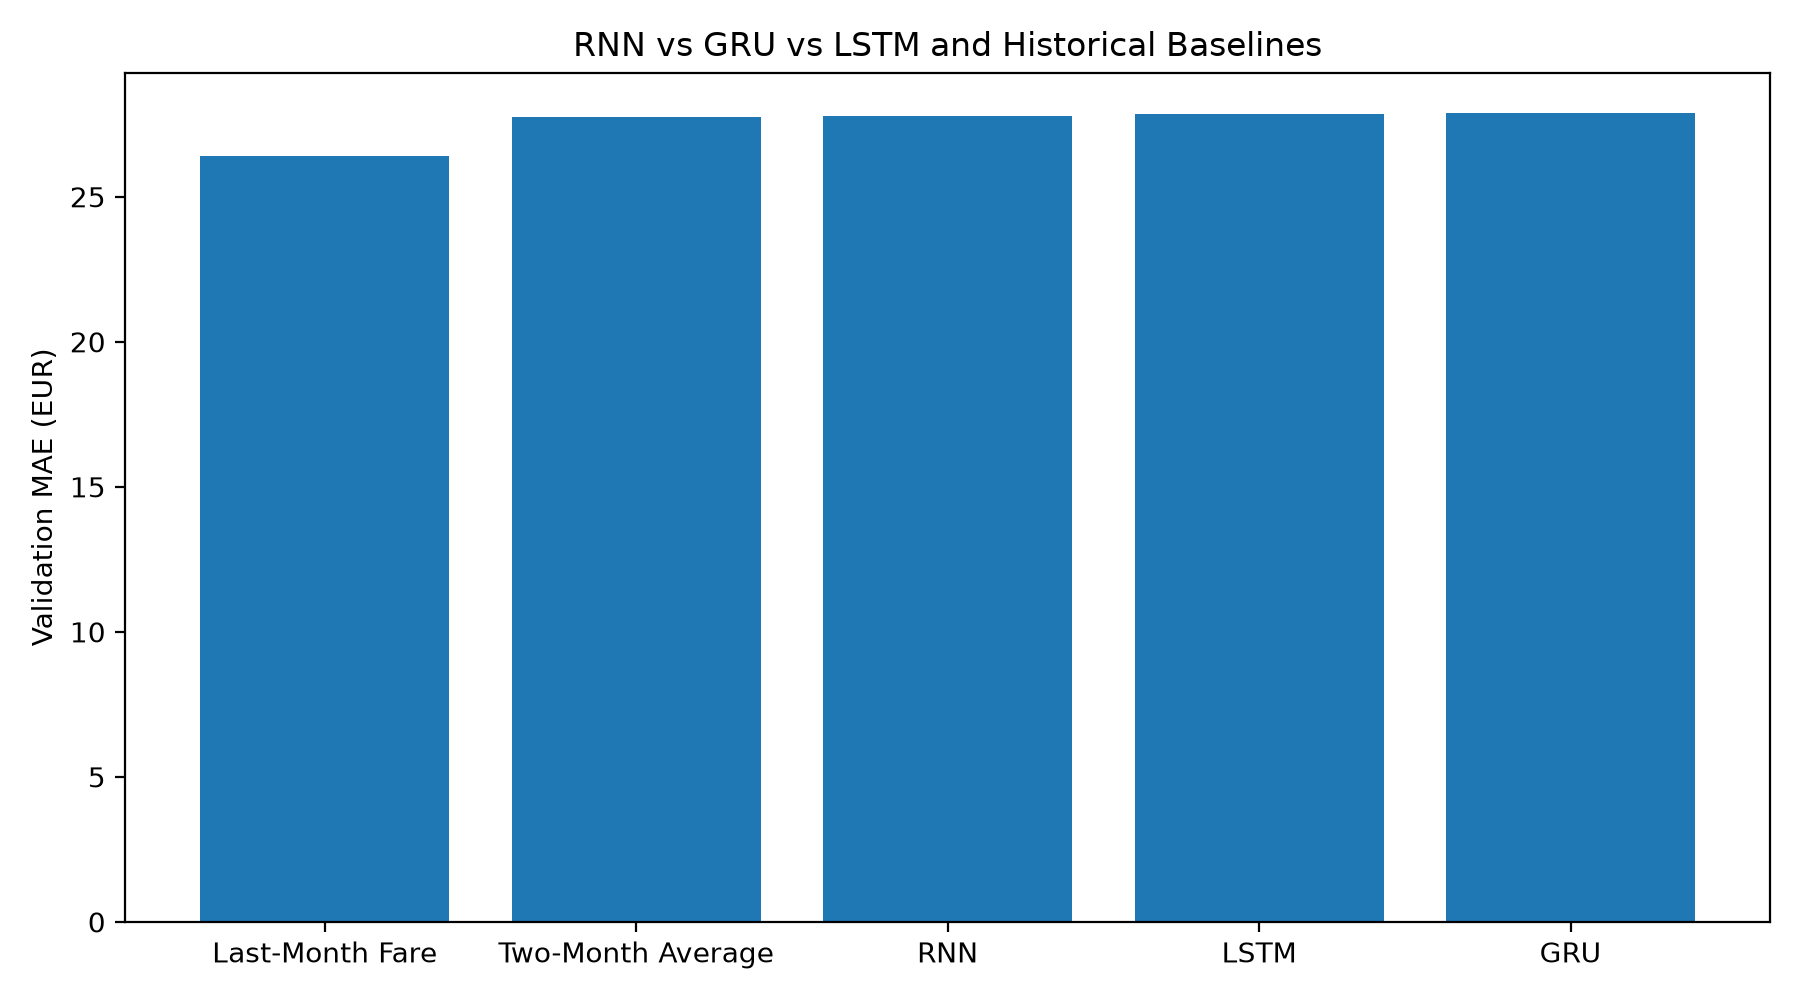 RNN vs GRU vs LSTM and Historical Baselines
Validation MAE (EUR)
25
20
15
10
5
0
Last-Month Fare
Two-Month Average
RNN
LSTM
GRU